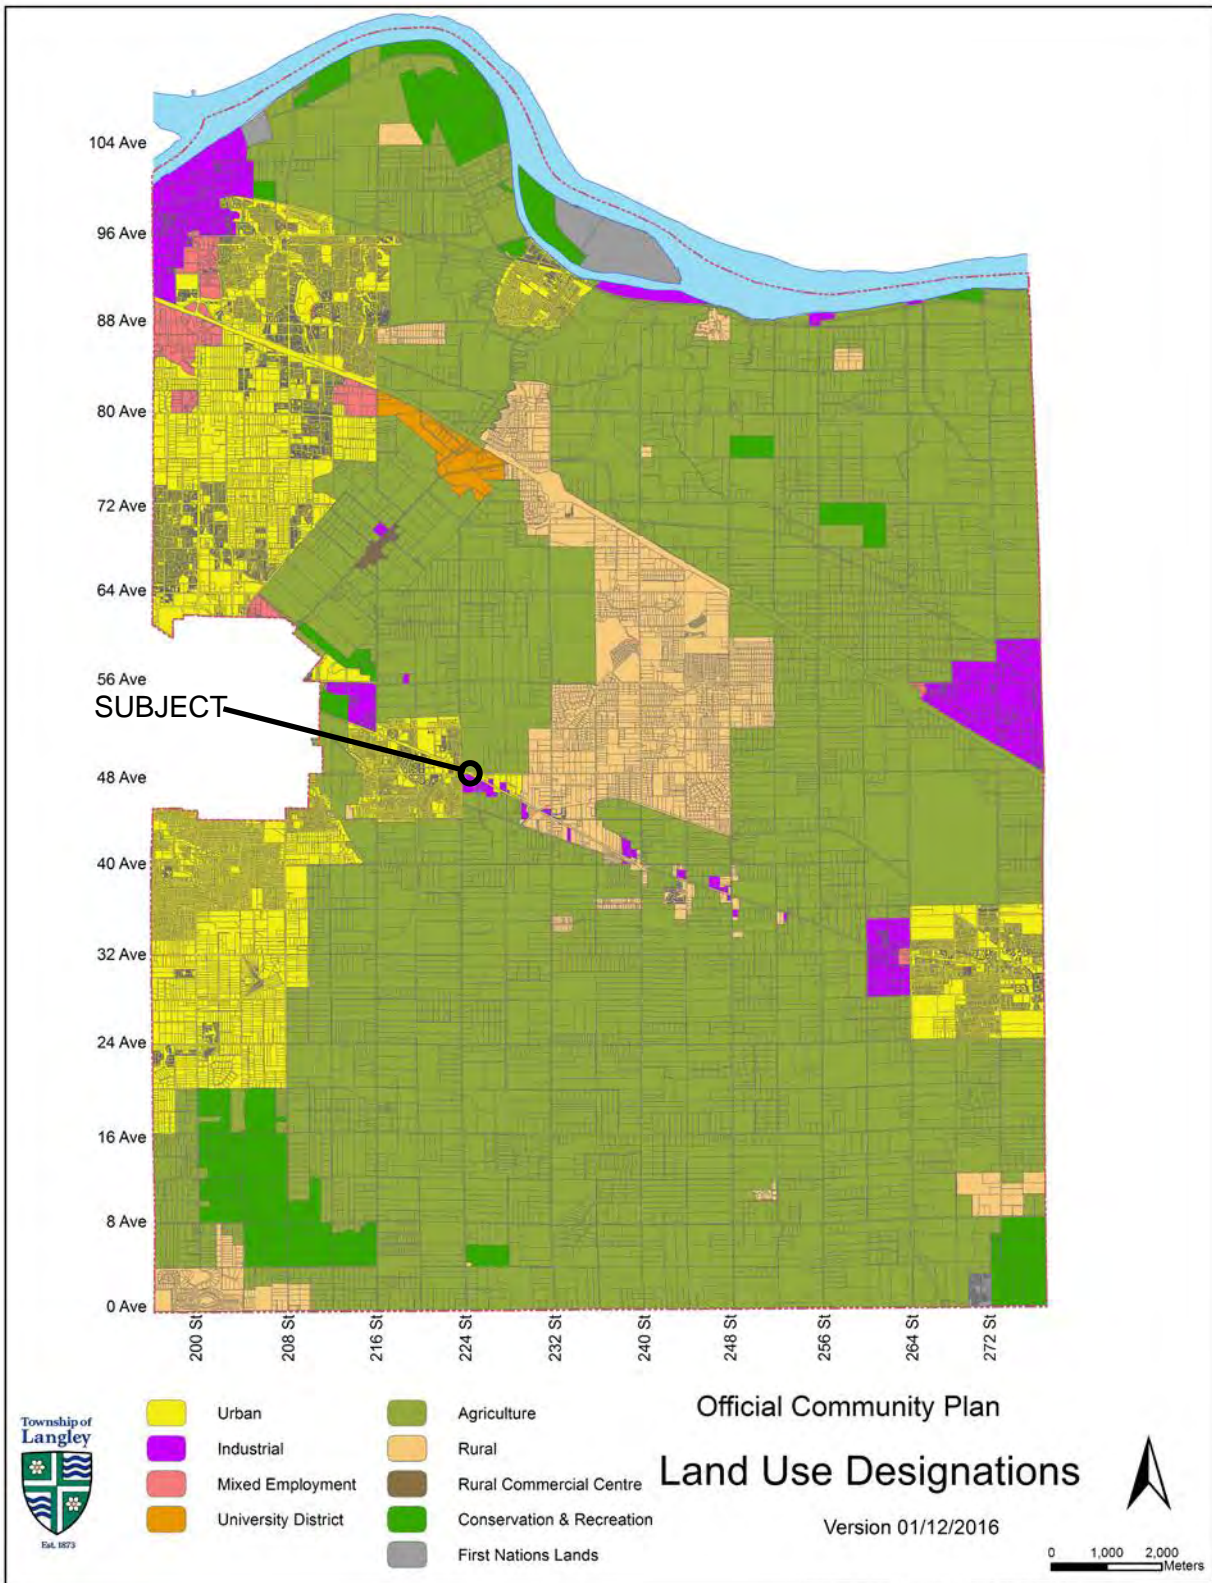 104 Ave
96 Ave
88 Ave
80 Ave
72 Ave
64 Ave
56 Ave
SUBJECT
48 Ave
40 Ave
32 Ave
24 Ave
16 Ave
8 Ave
0 Ave
200 St
208 St
216 St
224 St
232 St
240 St
248 St
256 St
264 St
272 St
Township of
Langley
Est. 1873
Urban
Industrial
Mixed Employment
University District
Agriculture
Rural
Rural Commercial Centre
Conservation & Recreation
First Nations Lands
Official Community Plan
Land Use Designations
Version 01/12/2016
0 1,000 2,000
Meters